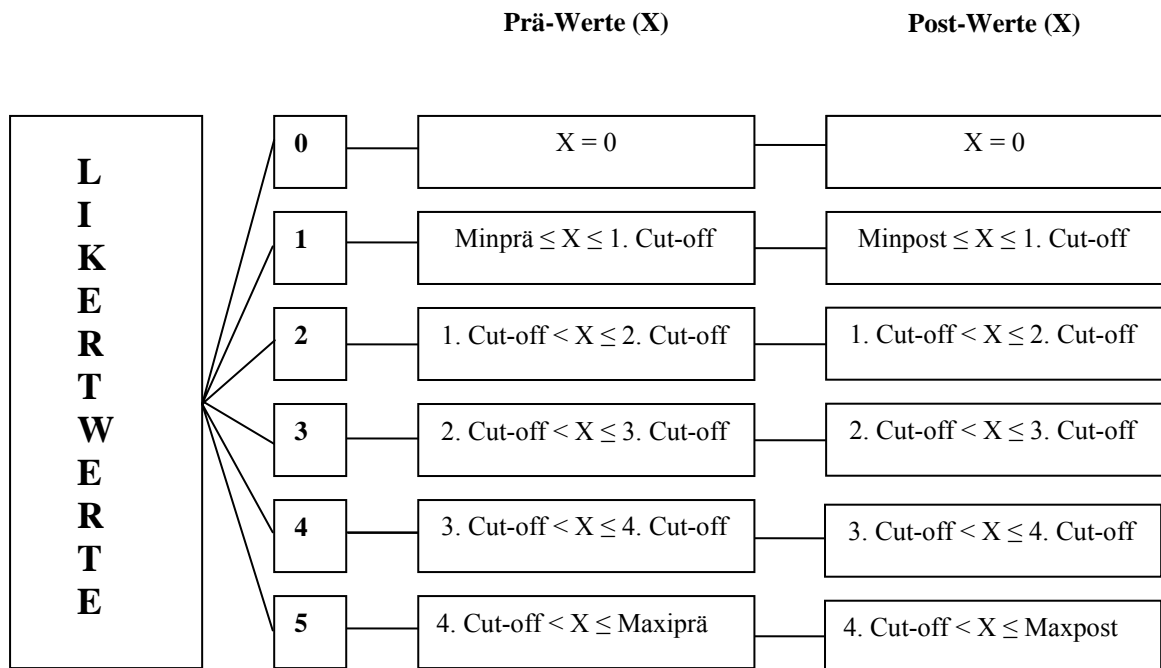 Prä-Werte (X) Post-Werte (X)
LIKERTWERTE
0 X = 0 X = 0
1 Minprä ≤ X ≤ 1. Cut-off Minpost ≤ X ≤ 1. Cut-off
2 1. Cut-off < X ≤ 2. Cut-off 1. Cut-off < X ≤ 2. Cut-off
3 2. Cut-off < X ≤ 3. Cut-off 2. Cut-off < X ≤ 3. Cut-off
4 3. Cut-off < X ≤ 4. Cut-off 3. Cut-off < X ≤ 4. Cut-off
5 4. Cut-off < X ≤ Maxiprä 4. Cut-off < X ≤ Maxpost